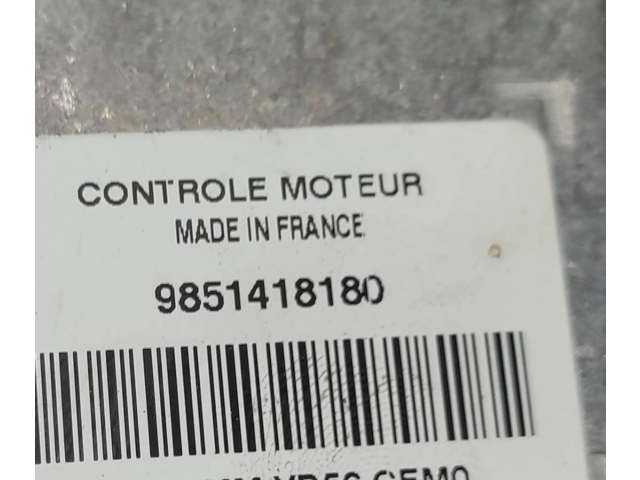 CONTROLE MOTEUR
MADE IN FRANCE
9851418180